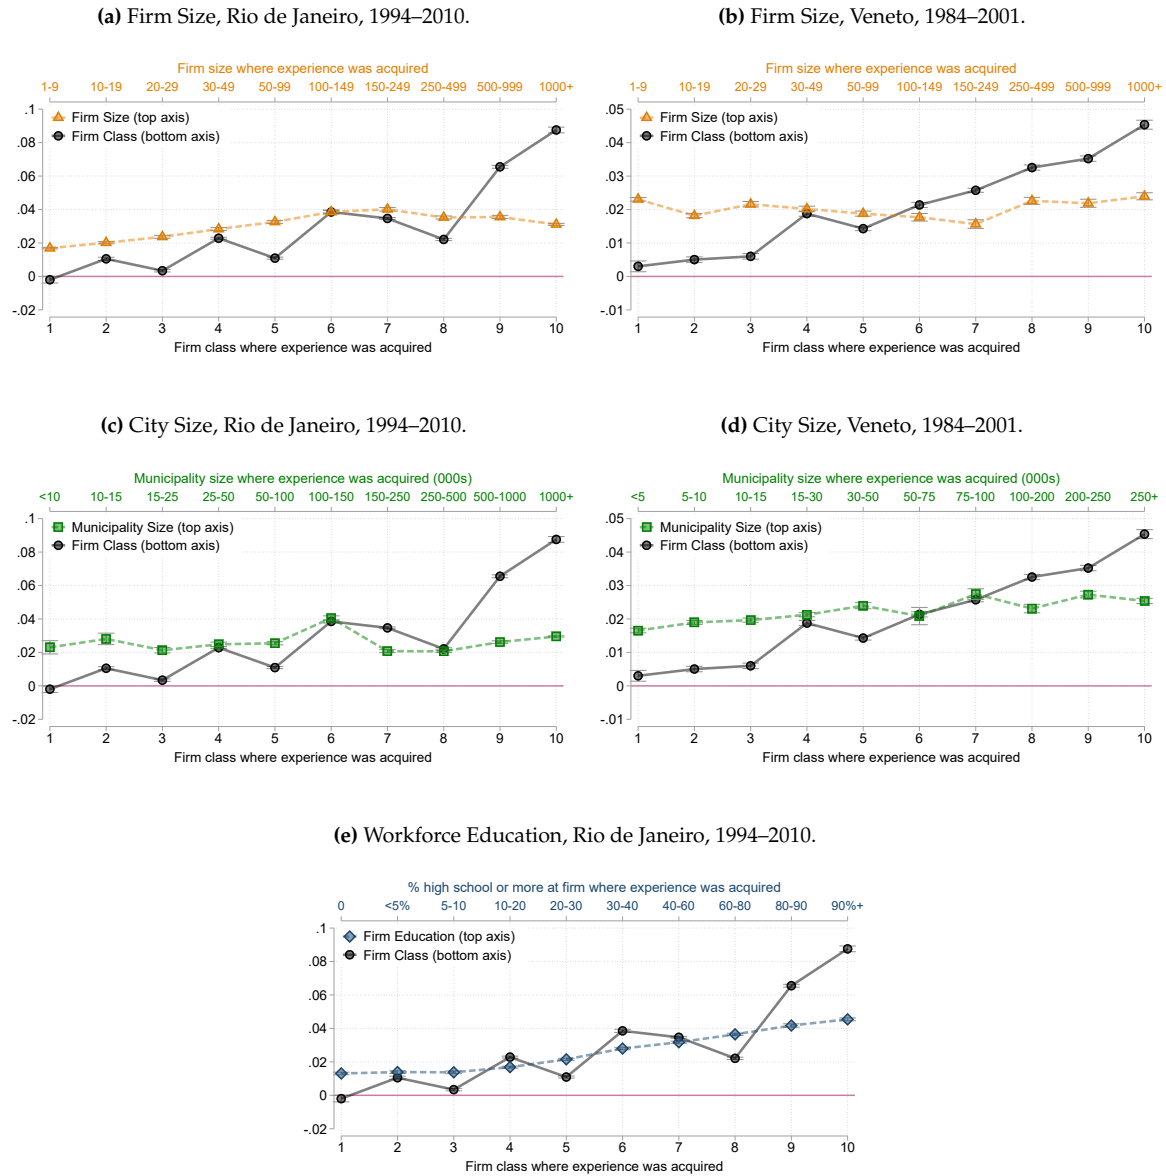 (a) Firm Size, Rio de Janeiro, 1994–2010.
Firm size where experience was acquired
1-9 10-19 20-29 30-49 50-99 100-149 150-249 250-499 500-999 1000+
Firm Size (top axis)
Firm Class (bottom axis)
.1
.08
.06
.04
.02
0
-.02
1 2 3 4 5 6 7 8 9 10
Firm class where experience was acquired
(b) Firm Size, Veneto, 1984–2001.
Firm size where experience was acquired
1-9 10-19 20-29 30-49 50-99 100-149 150-249 250-499 500-999 1000+
Firm Size (top axis)
Firm Class (bottom axis)
.05
.04
.03
.02
.01
0
-.01
1 2 3 4 5 6 7 8 9 10
Firm class where experience was acquired
(c) City Size, Rio de Janeiro, 1994–2010.
Municipality size where experience was acquired (000s)
<10 10-15 15-25 25-50 50-100 100-150 150-250 250-500 500-1000 1000+
Municipality Size (top axis)
Firm Class (bottom axis)
.1
.08
.06
.04
.02
0
-.02
1 2 3 4 5 6 7 8 9 10
Firm class where experience was acquired
(d) City Size, Veneto, 1984–2001.
Municipality size where experience was acquired (000s)
<5 5-10 10-15 15-30 30-50 50-75 75-100 100-200 200-250 250+
Municipality Size (top axis)
Firm Class (bottom axis)
.05
.04
.03
.02
.01
0
-.01
1 2 3 4 5 6 7 8 9 10
Firm class where experience was acquired
(e) Workforce Education, Rio de Janeiro, 1994–2010.
% high school or more at firm where experience was acquired
0 <5% 5-10 10-20 20-30 30-40 40-60 60-80 80-90 90%+
Firm Education (top axis)
Firm Class (bottom axis)
.1
.08
.06
.04
.02
0
-.02
1 2 3 4 5 6 7 8 9 10
Firm class where experience was acquired